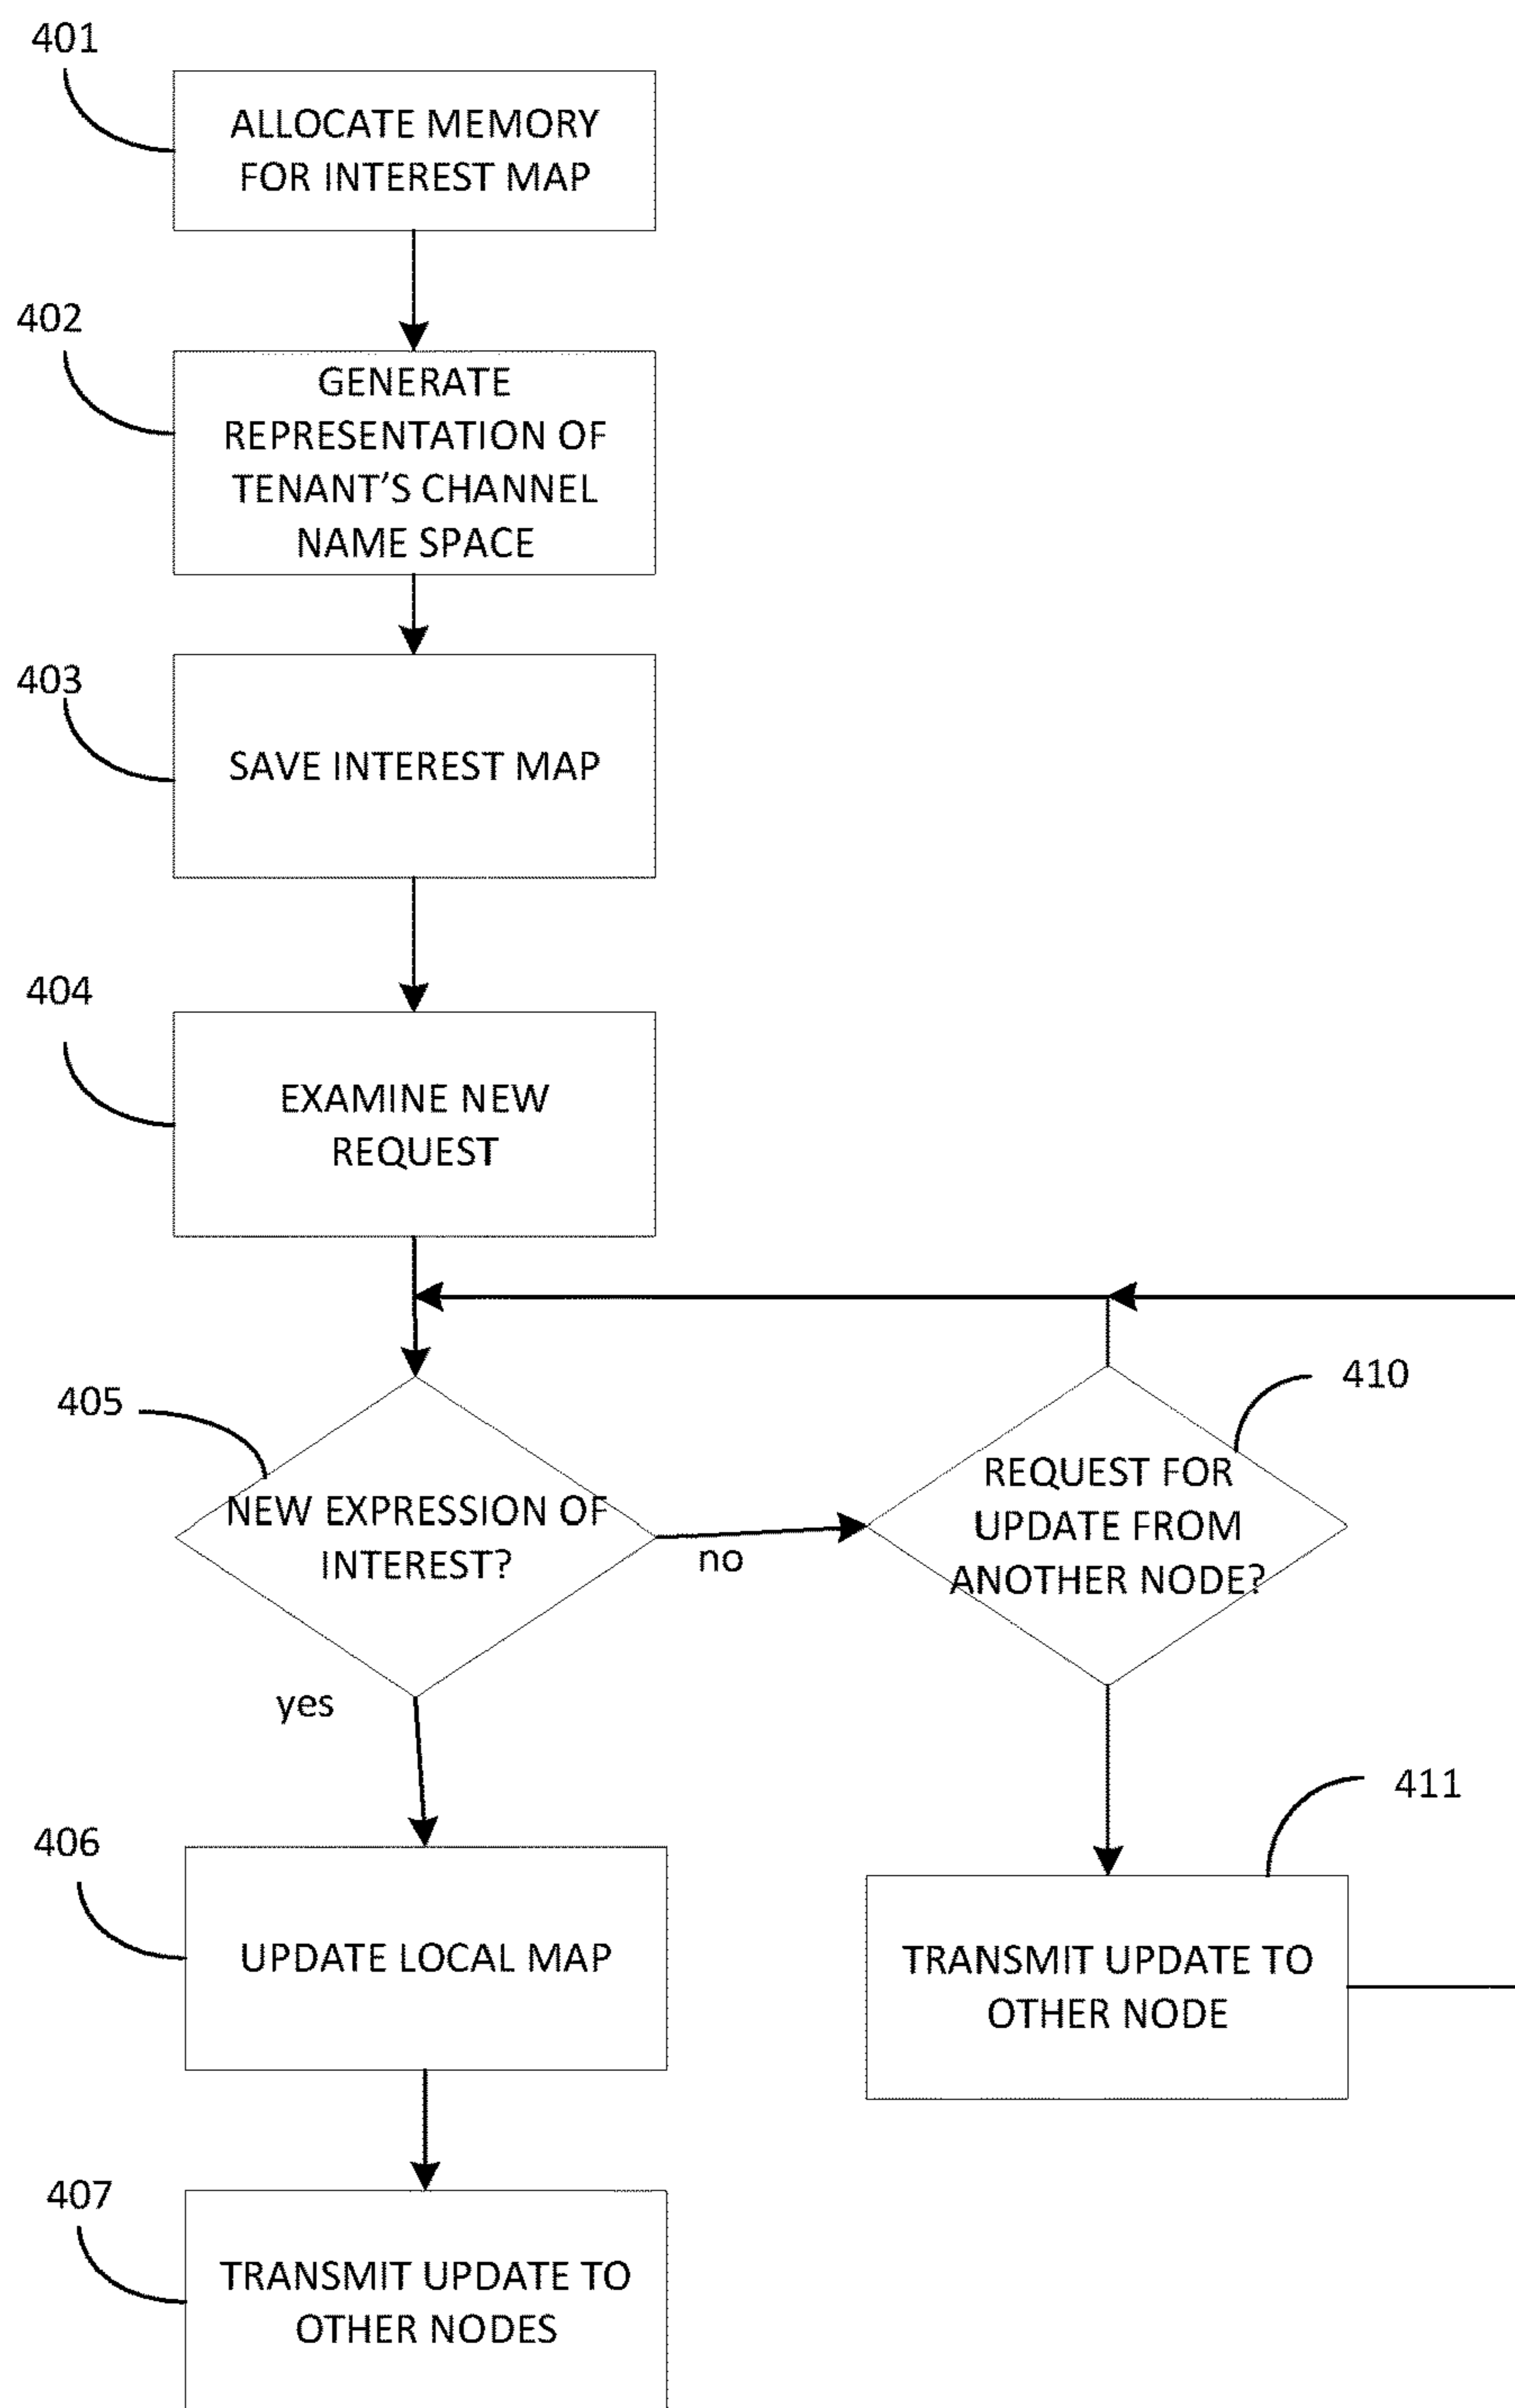 401
ALLOCATE MEMORY
FOR INTEREST MAP
402
GENERATE
REPRESENTATION OF
TENANT'S CHANNEL
NAME SPACE
403
SAVE INTEREST MAP
404
EXAMINE NEW
REQUEST
405
NEW EXPRESSION OF
INTEREST?
no
yes
410
REQUEST FOR
UPDATE FROM
ANOTHER NODE?
406
UPDATE LOCAL MAP
411
TRANSMIT UPDATE TO
OTHER NODE
407
TRANSMIT UPDATE TO
OTHER NODES